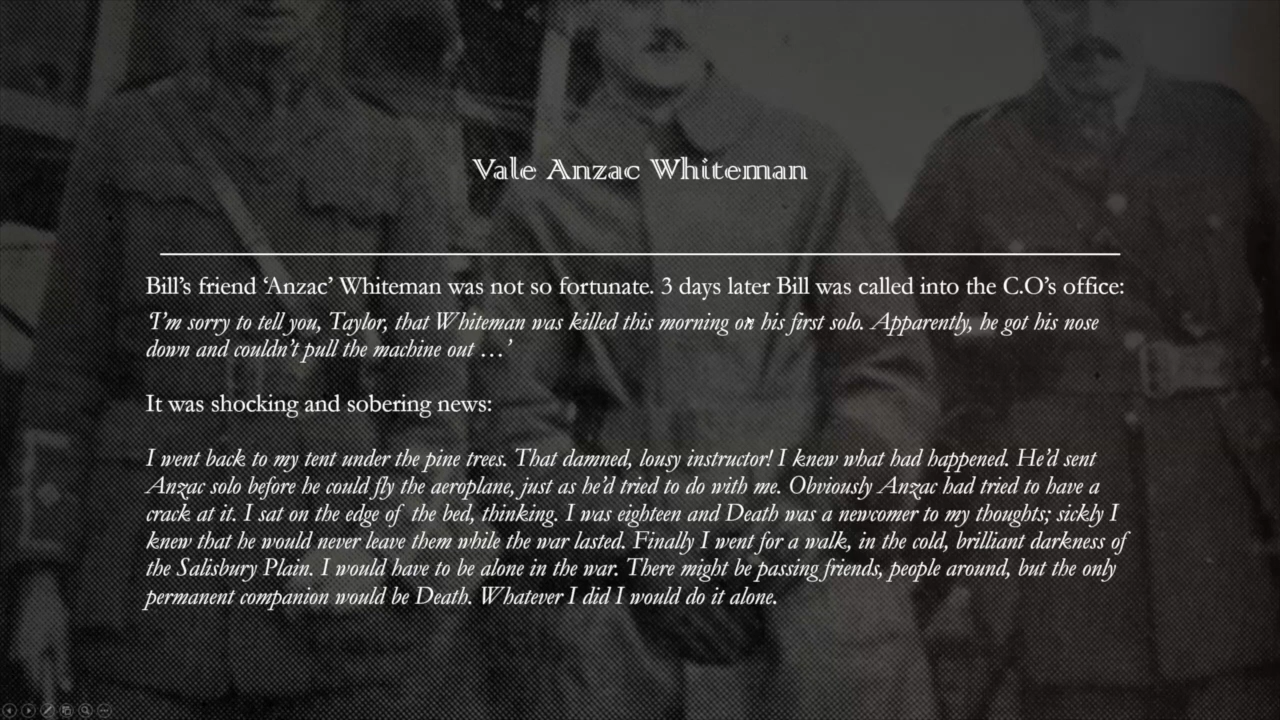 Vale Anzac Whiteman
Bill’s friend ‘Anzac’ Whiteman was not so fortunate. 3 days later Bill was called into the C.O’s office:
‘I’m sorry to tell you, Taylor, that Whiteman was killed this morning on his first solo. Apparently, he got his nose
down and couldn’t pull the machine out …’
It was shocking and sobering news:
I went back to my tent under the pine trees. That damned, lousy instructor! I knew what had happened. He’d sent
Anzac solo before he could fly the aeroplane, just as he’d tried to do with me. Obviously Anzac had tried to have a
crack at it. I sat on the edge of the bed, thinking. I was eighteen and Death was a newcomer to my thoughts; sickly I
knew that he would never leave them while the war lasted. Finally I went for a walk, in the cold, brilliant darkness of
the Salisbury Plain. I would have to be alone in the war. There might be passing friends, people around, but the only
permanent companion would be Death. Whatever I did I would do it alone.